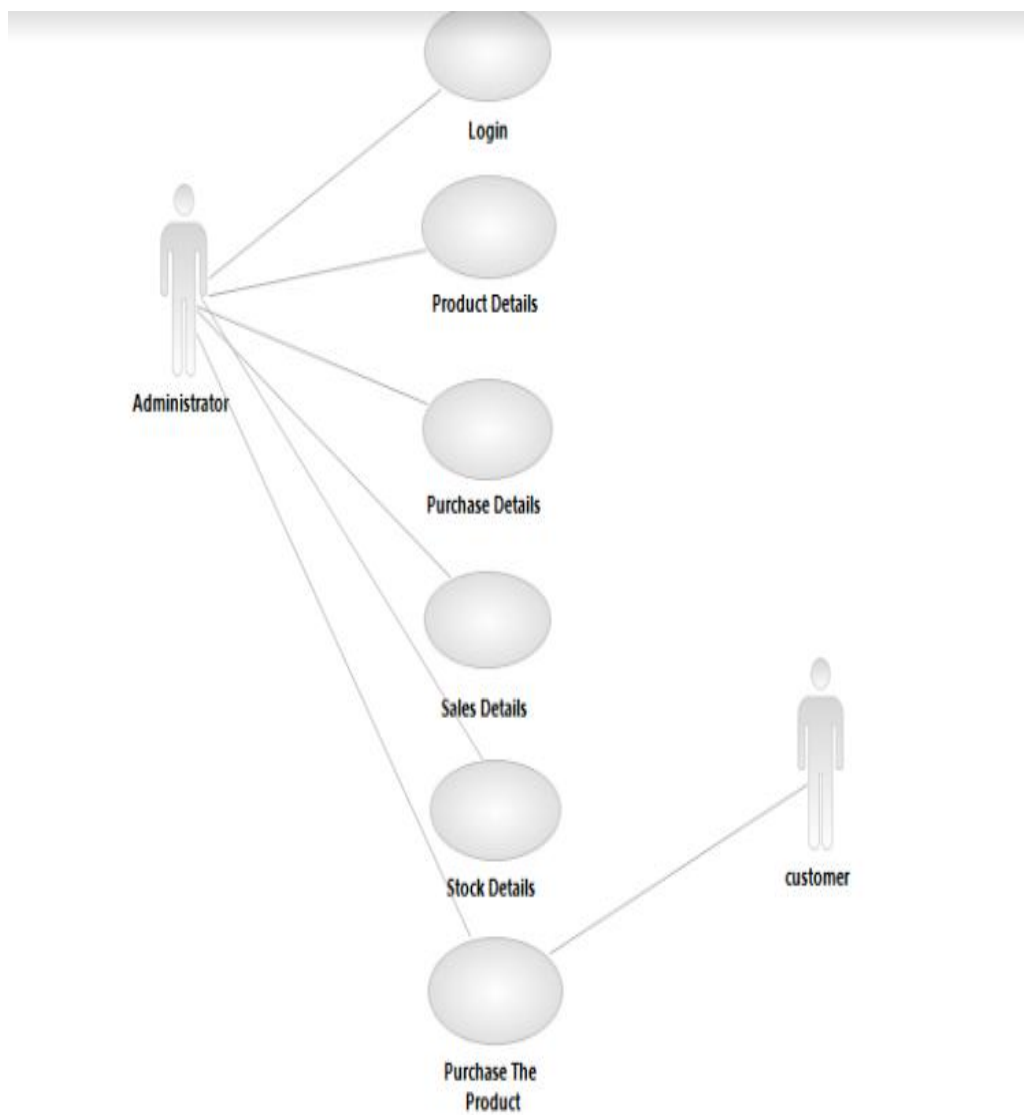 Login
Product Details
Administrator
Purchase Details
Sales Details
Stock Details
customer
Purchase The
Product